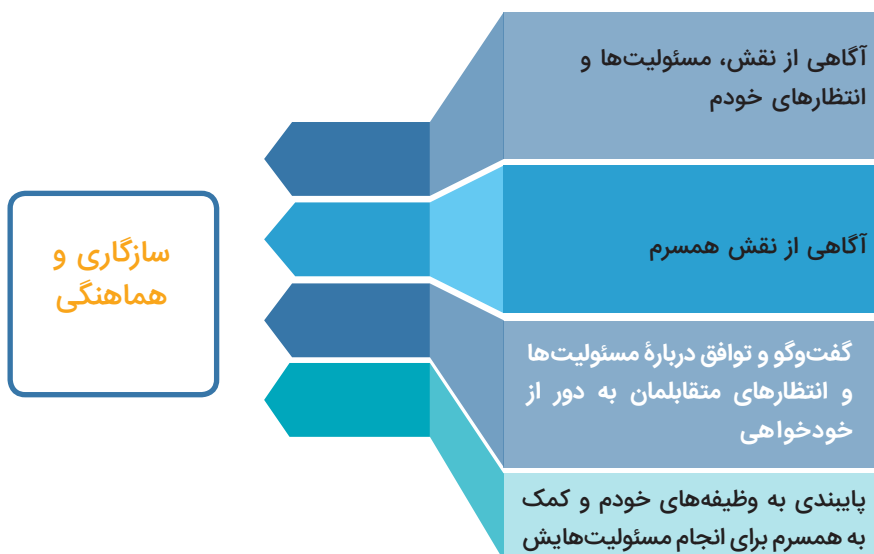 آگاهی از نقش، مسئولیت‌ها و
انتظارهای خودم
آگاهی از نقش همسرم
گفت‌وگو و توافق دربارهٔ مسئولیت‌ها
و انتظارهای متقابلمان به دور از
خودخواهی
پایبندی به وظیفه‌های خودم و کمک
به همسرم برای انجام مسئولیت‌هایش
سازگاری و
هماهنگی